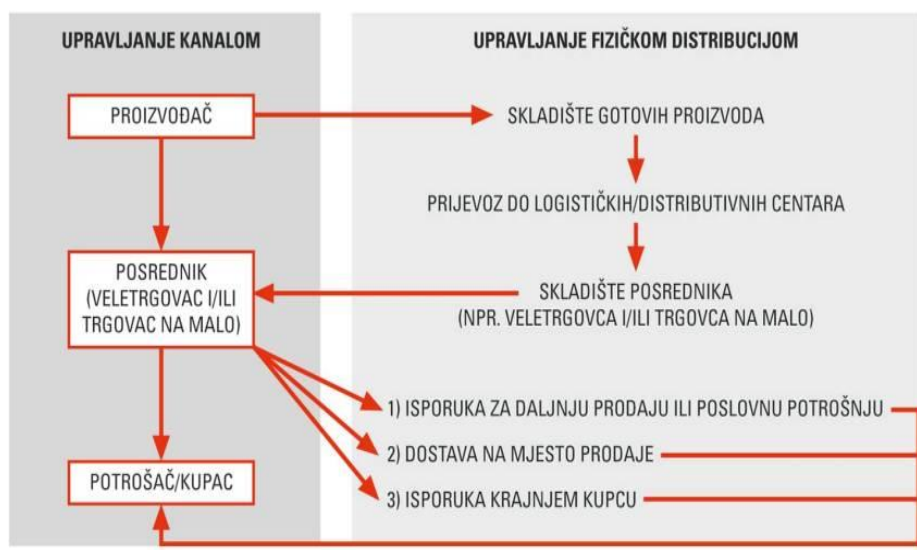 UPRAVLJANJE KANALOM
UPRAVLJANJE FIZIČKOM DISTRIBUCIJOM
PROIZVOĐAČ
SKLADIŠTE GOTOVIH PROIZVODA
PRIJEVOZ DO LOGISTIČKIH/DISTRIBUTIVNIH CENTARA
POSREDNIK
(VELETRGOVAC I/ILI
TRGOVAC NA MALO)
SKLADIŠTE POSREDNIKA
(NPR. VELETRGOVCA I/ILI TRGOVCA NA MALO)
1) ISPORUKA ZA DALJNJU PRODAJU ILI POSLOVNU POTROŠNJU
2) DOSTAVA NA MJESTO PRODAJE
3) ISPORUKA KRAJNJEM KUPCU
POTROŠAČ/KUPAC